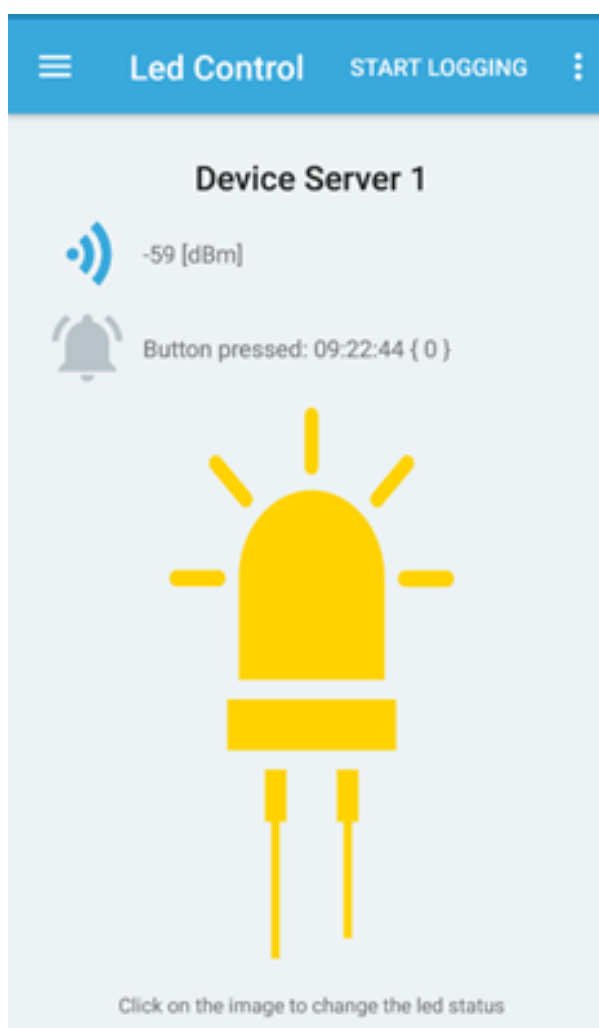 Led Control START LOGGING
Device Server 1
-59 [dBm]
Button pressed: 09:22:44 { 0 }
Click on the image to change the led status